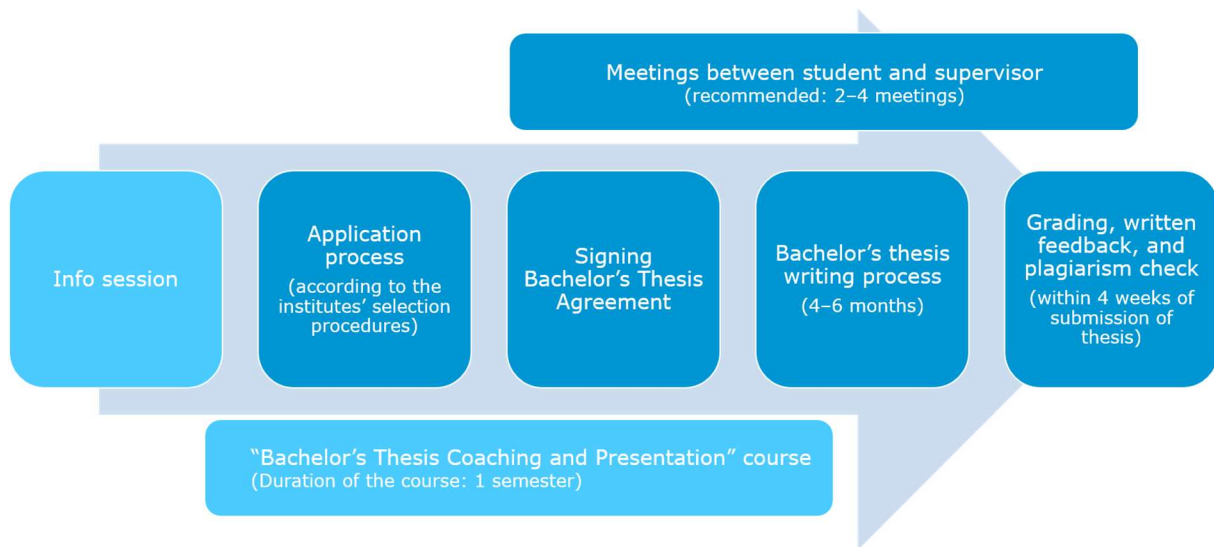 Meetings between student and supervisor
(recommended: 2–4 meetings)
Info session
Application
process
(according to the
institutes’ selection
procedures)
Signing
Bachelor’s Thesis
Agreement
Bachelor’s thesis
writing process
(4–6 months)
Grading, written
feedback, and
plagiarism check
(within 4 weeks of
submission of
thesis)
“Bachelor’s Thesis Coaching and Presentation” course
(Duration of the course: 1 semester)